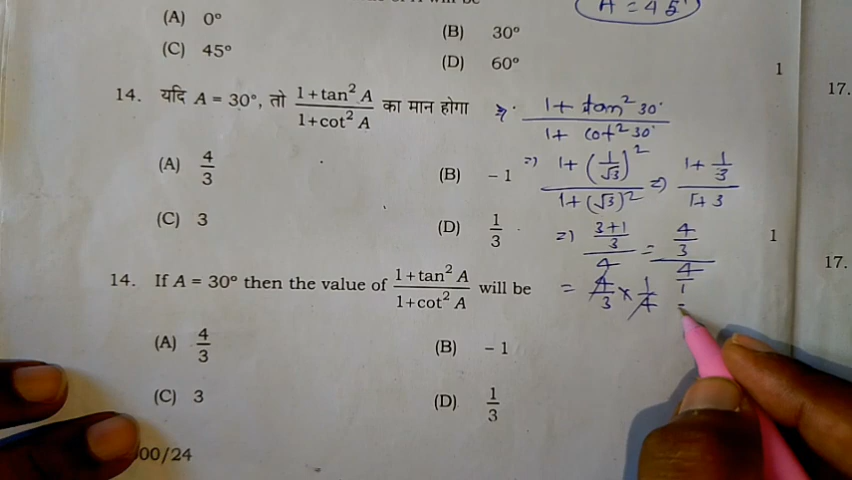 A = 45°
(A) 0°
(B) 30°
(C) 45°
(D) 60°
1
17.
14. यदि A = 30°, तो (1+tan² A)/(1+cot² A) का मान होगा
⇒ (1+ tan² 30°)/(1+ cot² 30°)
(A) 4/3
(B) – 1
⇒ (1+(1/√3)²)/(1+(√3)²) ⇒ (1+1/3)/(1+3)
(C) 3
(D) 1/3
⇒ ((3+1)/3)/4 = (4/3)/(4/1)
1
17.
14. If A = 30° then the value of (1+tan² A)/(1+cot² A) will be
= 4/3 × 1/4 =
(A) 4/3
(B) – 1
(C) 3
(D) 1/3
00/24